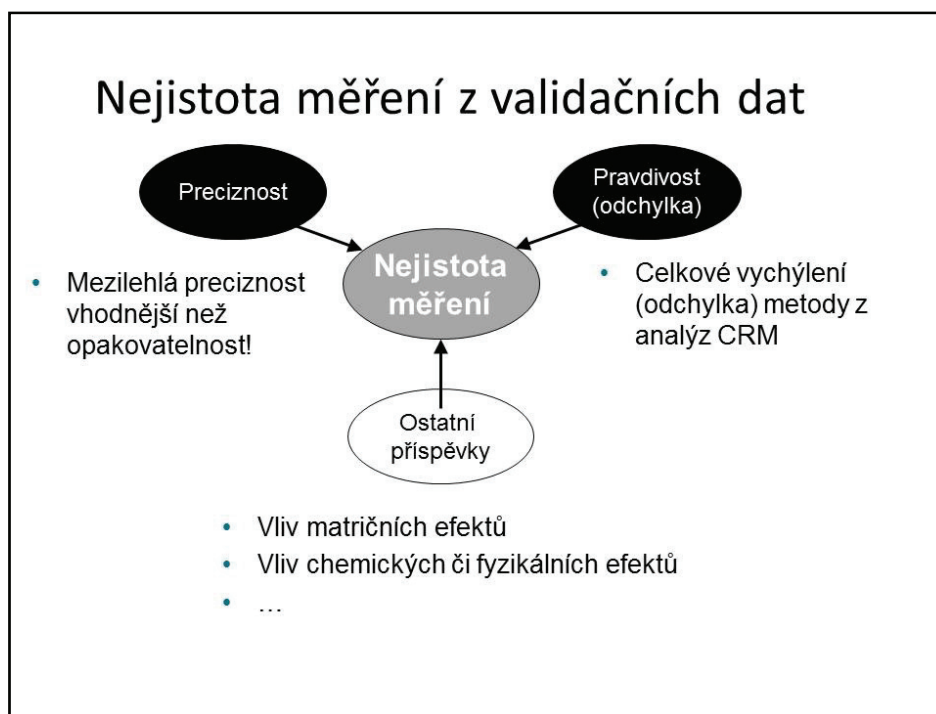 Nejistota měření z validačních dat
Preciznost
Pravdivost
(odchylka)
Nejistota
měření
• Mezilehlá preciznost
vhodnější než
opakovatelnost!
• Celkové vychýlení
(odchylka) metody z
analýz CRM
Ostatní
příspěvky
• Vliv matričních efektů
• Vliv chemických či fyzikálních efektů
• …